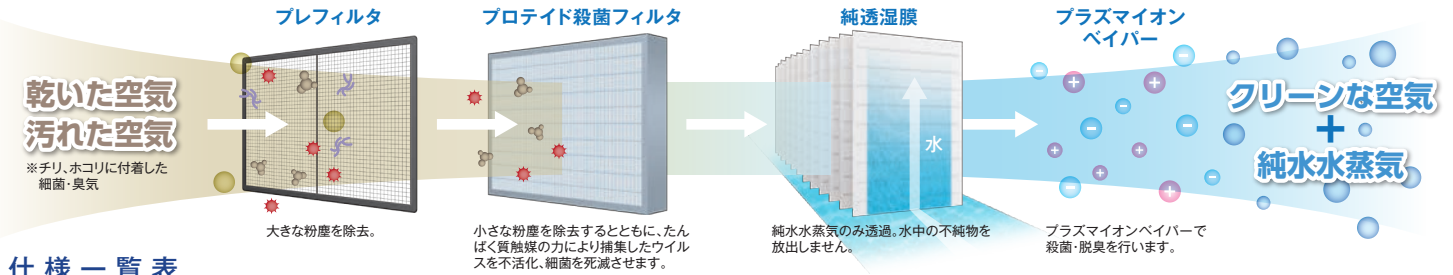 プレフィルタ
プロテイド殺菌フィルタ
純透湿膜
プラズマイオン
ベイパー
乾いた空気
汚れた空気
※チリ、ホコリに付着した
細菌・臭気
水
クリーンな空気
+
純水水蒸気
大きな粉塵を除去。
小さな粉塵を除去するとともに、たん
ぱく質触媒の力により捕集したウイル
スを不活化、細菌を死滅させます。
純水水蒸気のみ透過。水中の不純物を
放出しません。
プラズマイオンベイパーで
殺菌・脱臭を行います。
仕様一覧表